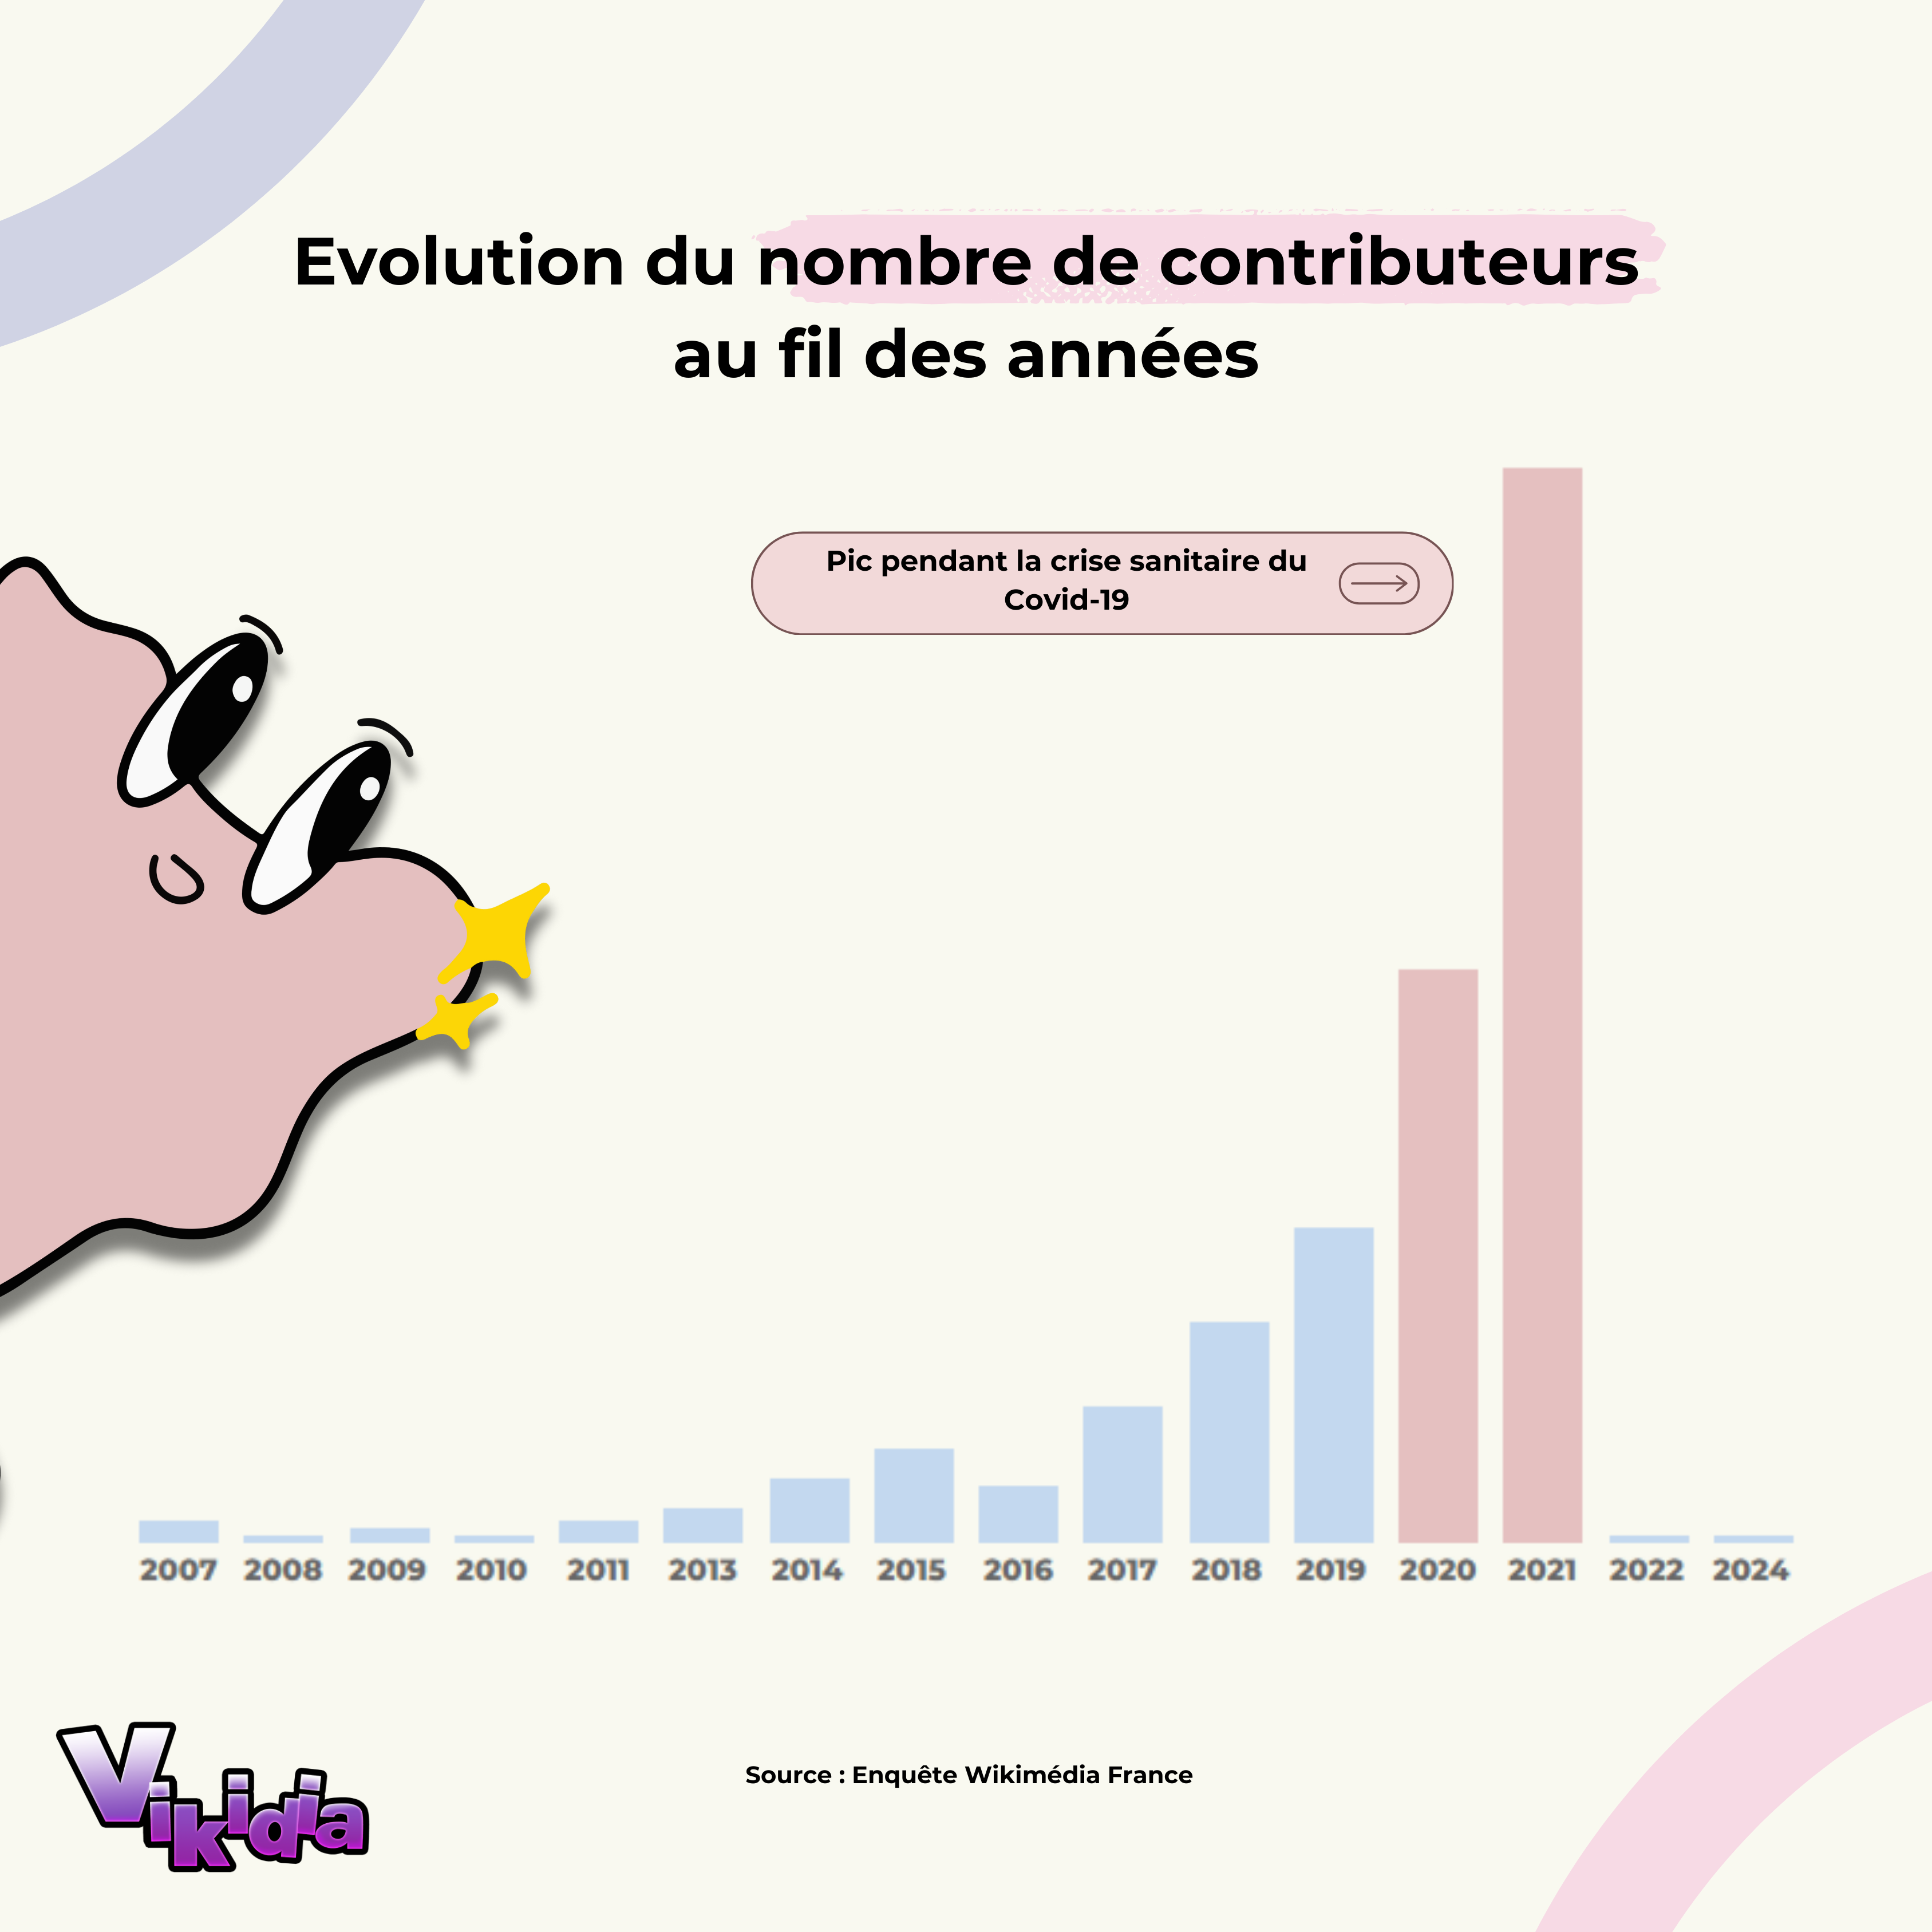 Evolution du nombre de contributeurs
au fil des années
Pic pendant la crise sanitaire du
Covid-19
2007 2008 2009 2010 2011 2013 2014 2015 2016 2017 2018 2019 2020 2021 2022 2024
Vikidia
Source : Enquête Wikimédia France